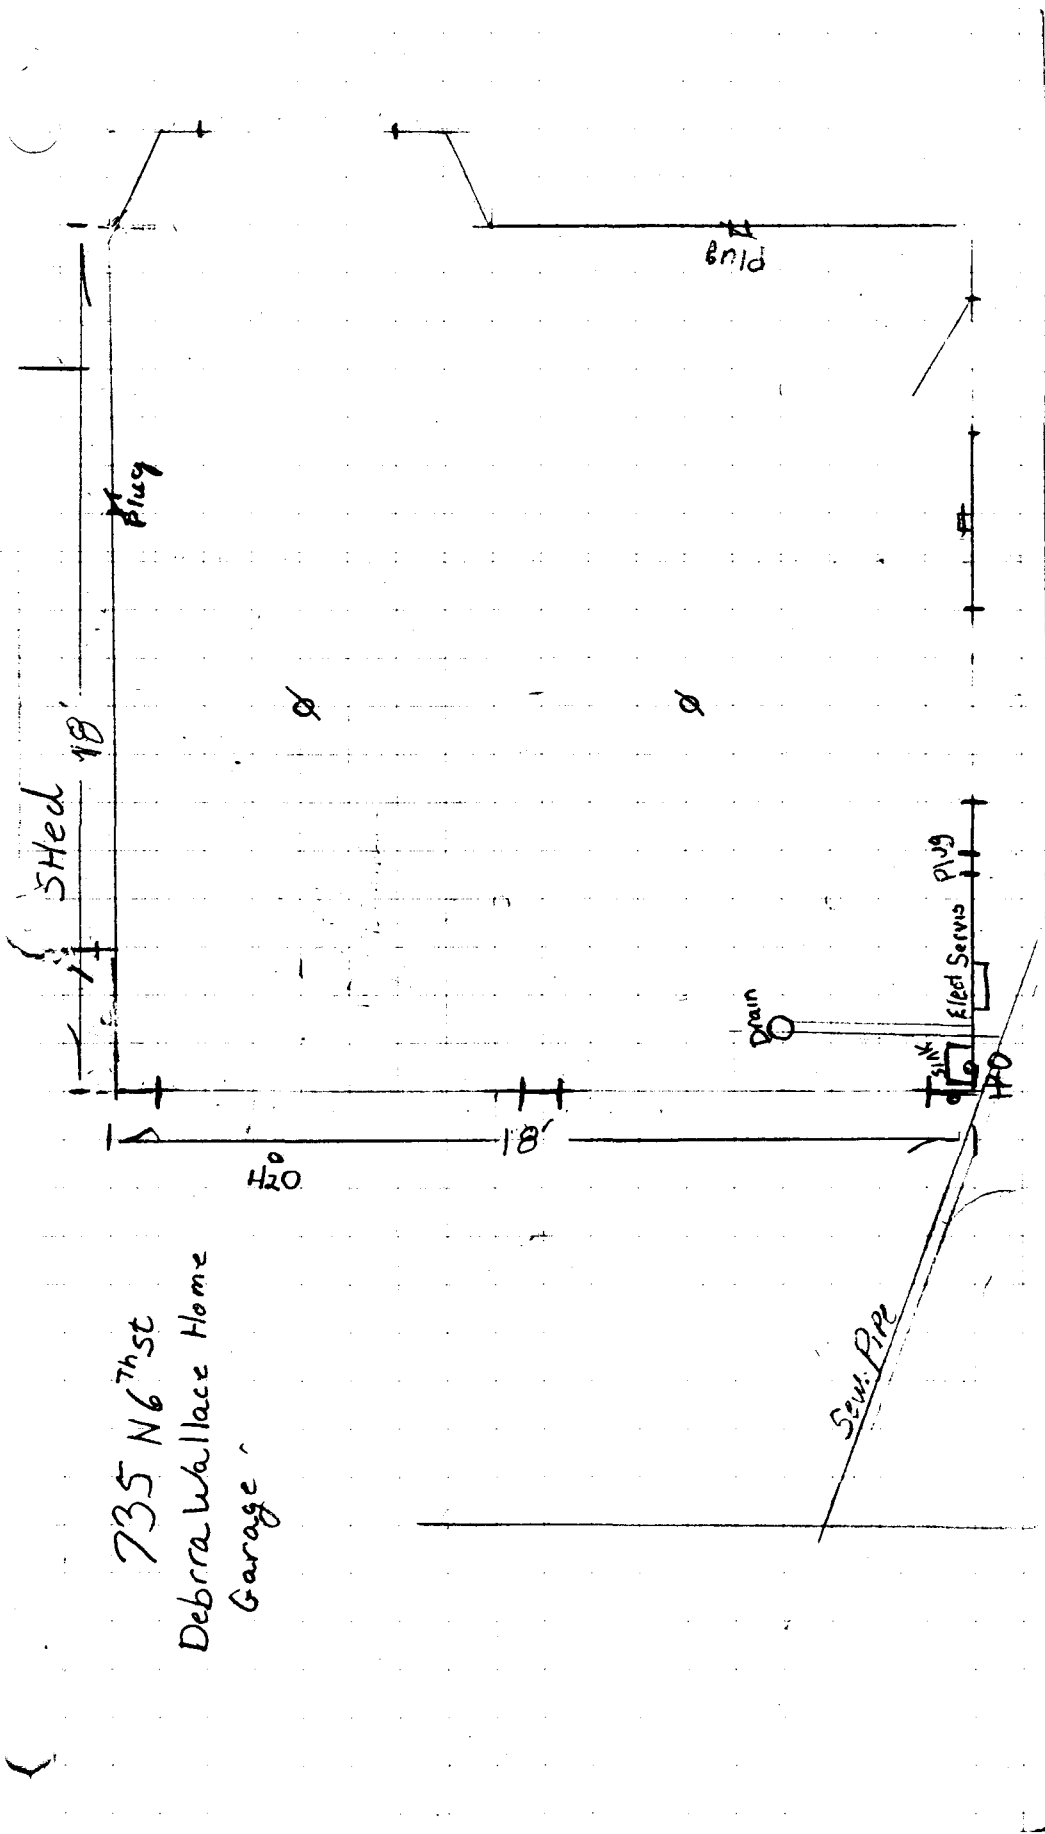 735 N 6Th St
Debrra Wallace Home
Garage
SHed
18'
18'
H2O
Plug
Plug
Plug
Elect Servis
Sink
Drain
Sew. PiPe
Ø
Ø